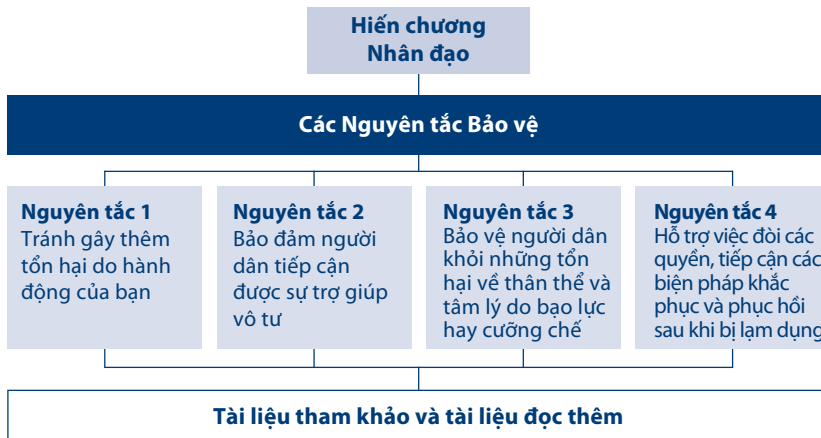 Hiến chương
Nhân đạo
Các Nguyên tắc Bảo vệ
Nguyên tắc 1
Tránh gây thêm
tổn hại do hành
động của bạn
Nguyên tắc 2
Bảo đảm người
dân tiếp cận
được sự trợ giúp
vô tư
Nguyên tắc 3
Bảo vệ người dân
khỏi những tổn
hại về thân thể và
tâm lý do bạo lực
hay cưỡng chế
Nguyên tắc 4
Hỗ trợ việc đòi các
quyền, tiếp cận các
biện pháp khắc
phục và phục hồi
sau khi bị lạm dụng
Tài liệu tham khảo và tài liệu đọc thêm